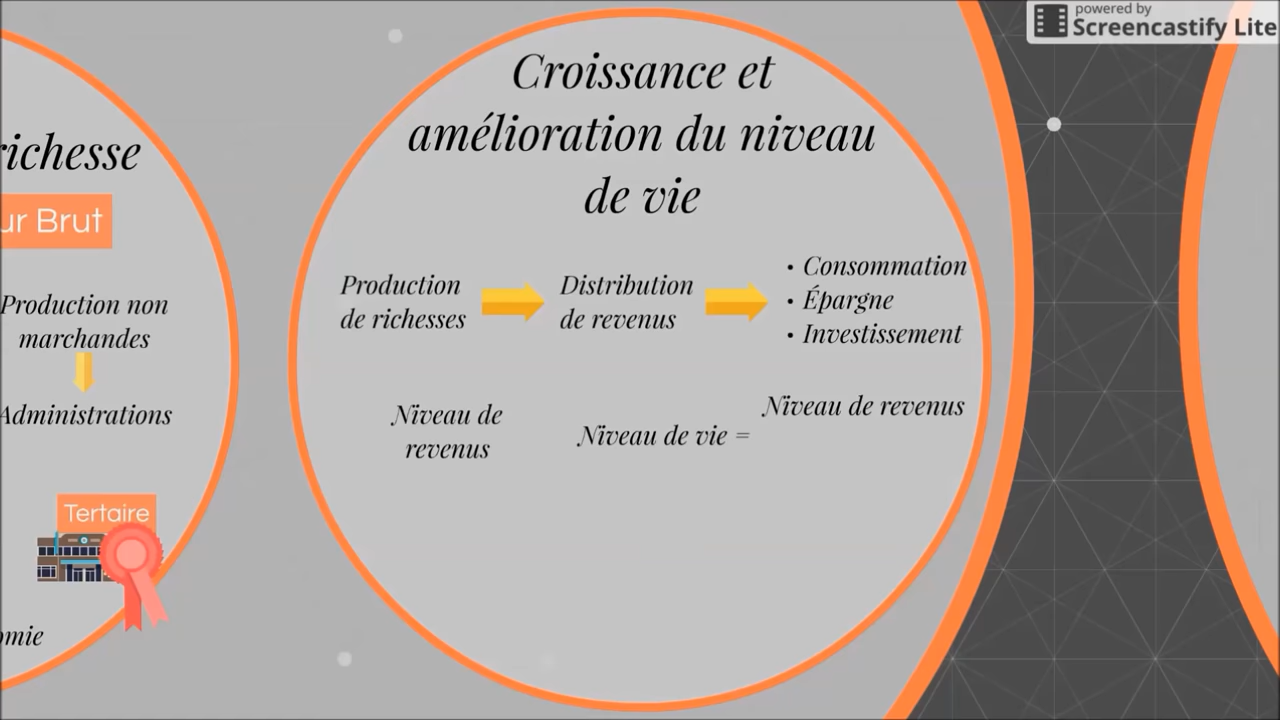 powered by
Screencastify Lite
richesse
ur Brut
Production non
marchandes
Administrations
Tertaire
omie
Croissance et
amélioration du niveau
de vie
Production
de richesses
Distribution
de revenus
• Consommation
• Épargne
• Investissement
Niveau de
revenus
Niveau de vie =
Niveau de revenus